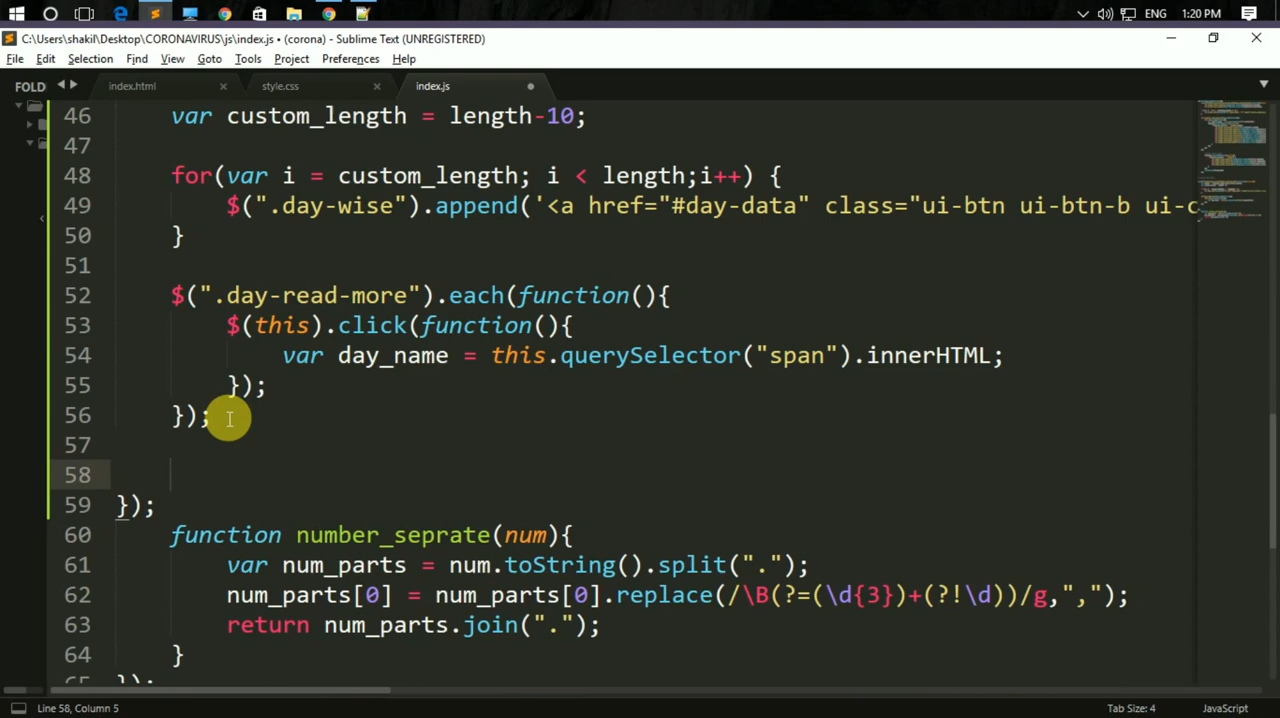 ENG 1:20 PM
C:\Users\shakil\Desktop\CORONAVIRUS\js\index.js • (corona) - Sublime Text (UNREGISTERED)
File Edit Selection Find View Goto Tools Project Preferences Help
FOLD index.html style.css index.js
46 var custom_length = length-10;
47
48 for(var i = custom_length; i < length;i++) {
49 $(".day-wise").append('<a href="#day-data" class="ui-btn ui-btn-b ui-c
50 }
51
52 $(".day-read-more").each(function(){
53 $(this).click(function(){
54 var day_name = this.querySelector("span").innerHTML;
55 });
56 });
57
58
59 });
60 function number_seprate(num){
61 var num_parts = num.toString().split(".");
62 num_parts[0] = num_parts[0].replace(/\B(?=(\d{3})+(?!\d))/g,",");
63 return num_parts.join(".");
64 }
65 });
Line 58, Column 5 Tab Size: 4 JavaScript